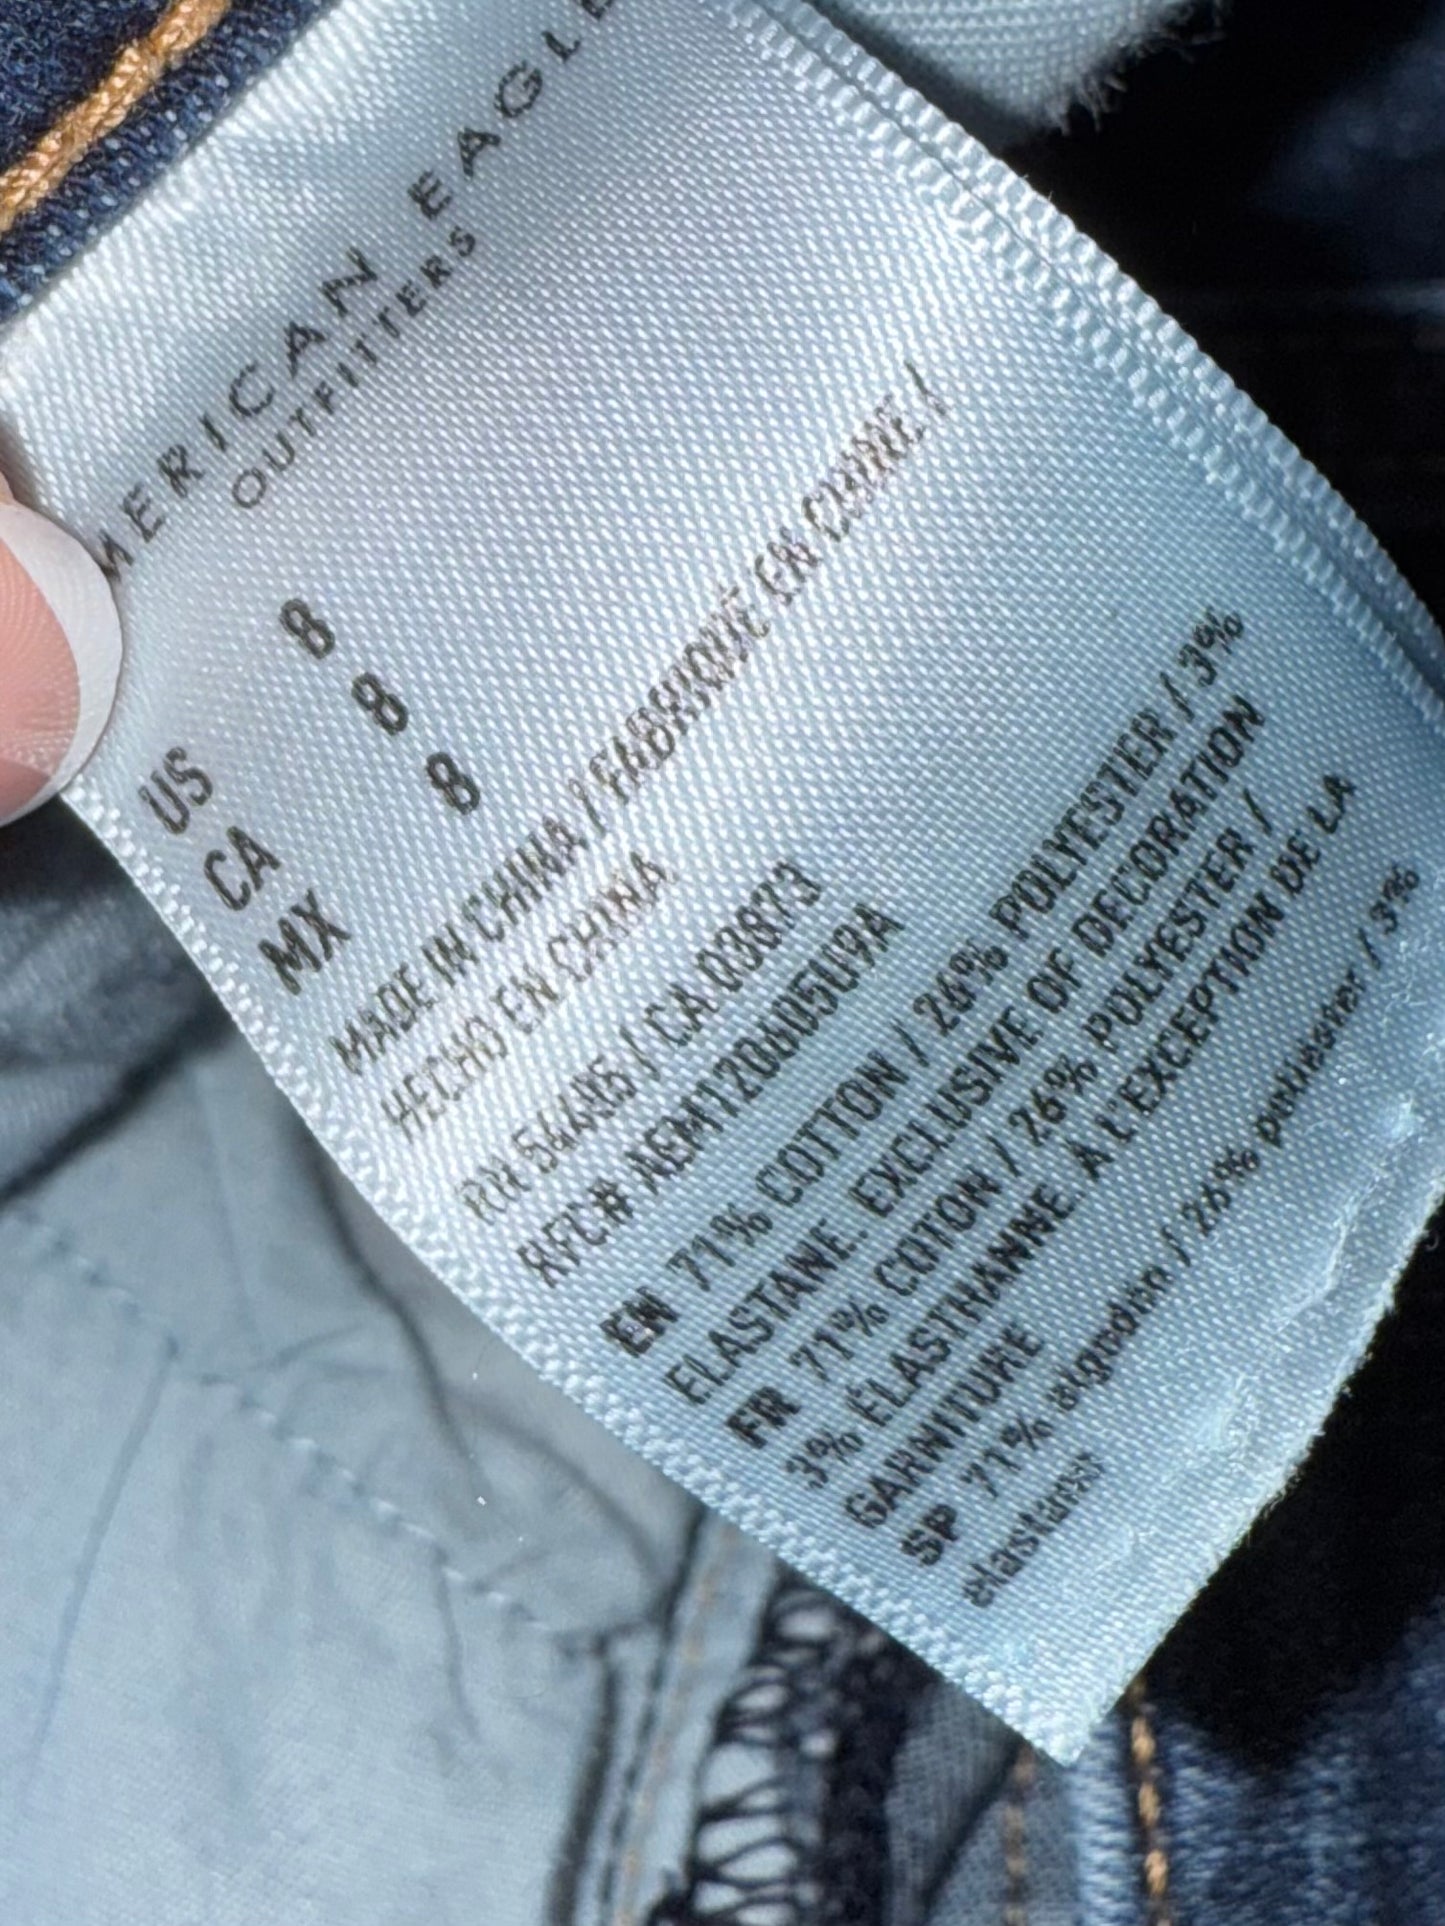 AMERICAN EAGLE
OUTFITTERS
US 8
CA 8
MX 8
MADE IN CHINA / FABRIQUÉ EN CHINE /
HECHO EN CHINA
RN 54485 / CA 03873
RFC# AEM120605U9A
EN 71% COTTON / 26% POLYESTER / 3%
ELASTANE. EXCLUSIVE OF DECORATION
FR 71% COTON / 26% POLYESTER /
3% ÉLASTHANNE. À L'EXCEPTION DE LA
GARNITURE
SP 71% algodón / 26% poliéster / 3%
elastano